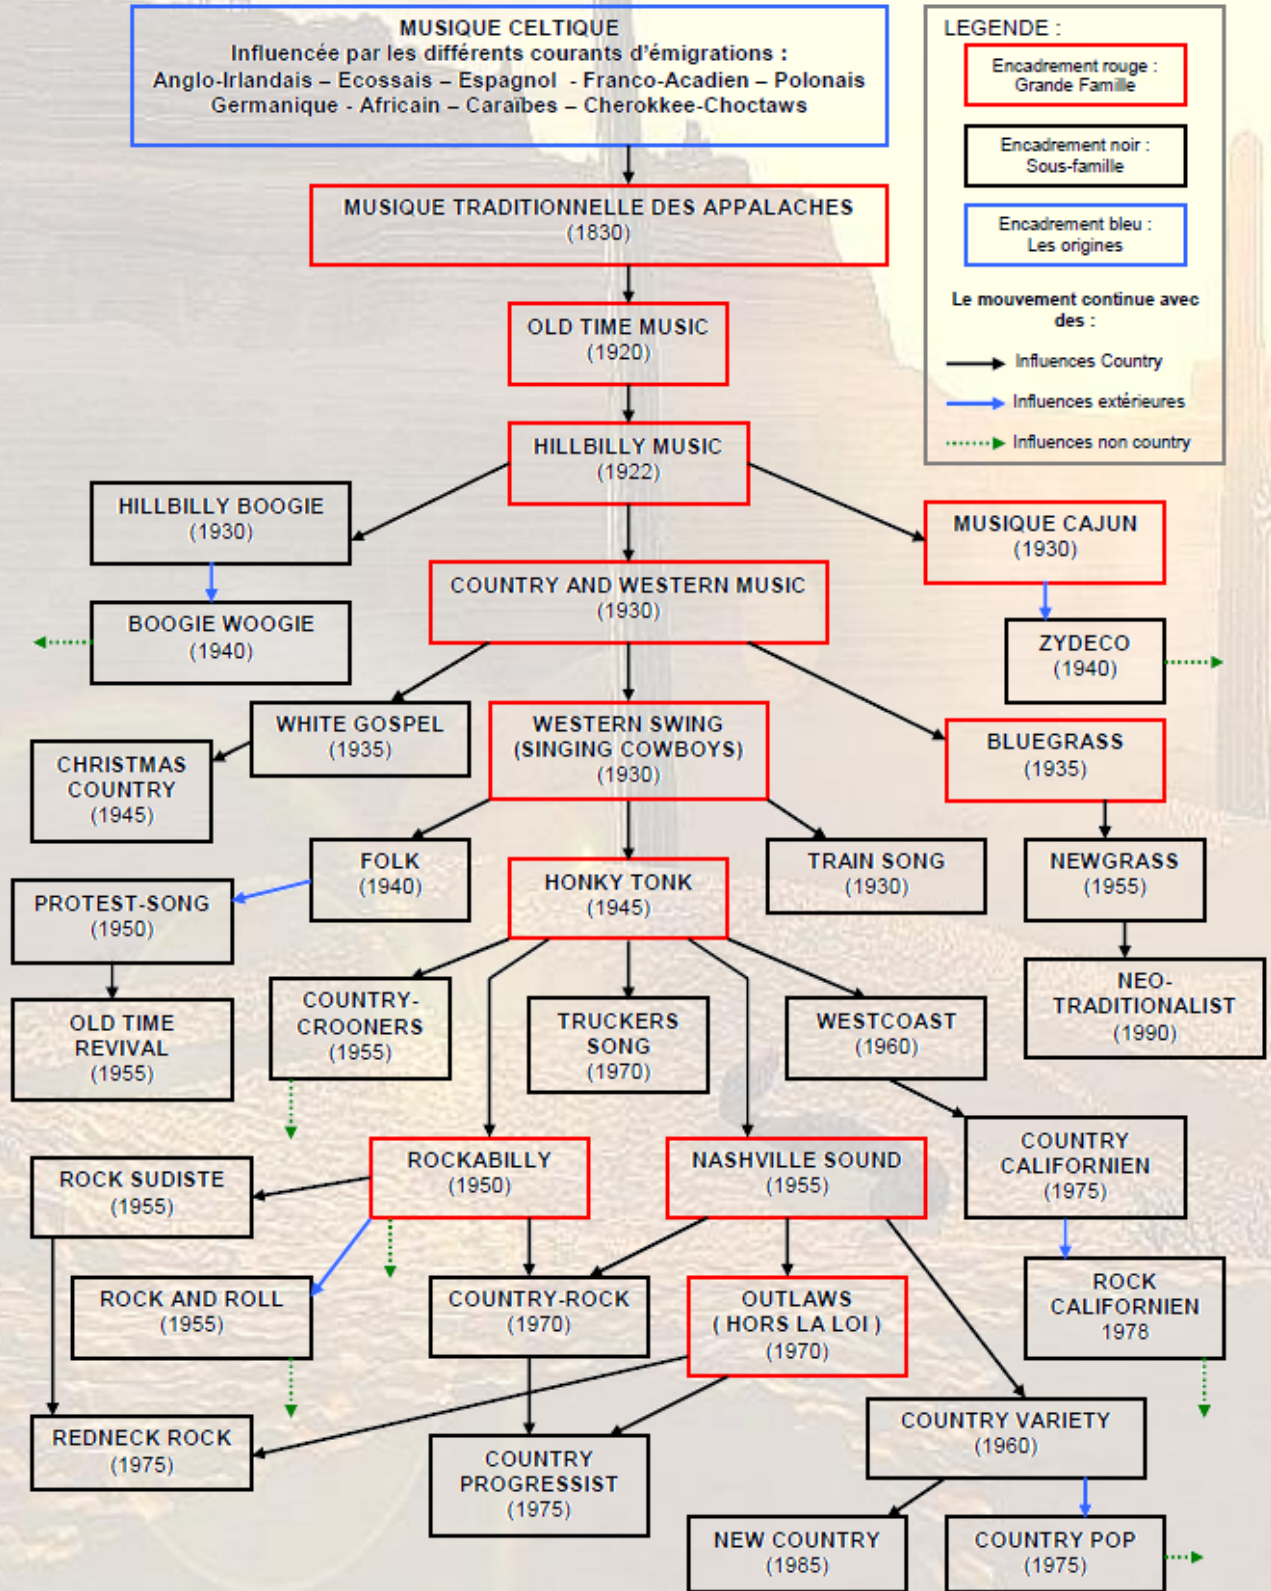 MUSIQUE CELTIQUE
Influencée par les différents courants d'émigrations :
Anglo-Irlandais – Ecossais – Espagnol - Franco-Acadien – Polonais
Germanique - Africain – Caraïbes – Cherokkee-Choctaws
LEGENDE :
Encadrement rouge :
Grande Famille
Encadrement noir :
Sous-famille
Encadrement bleu :
Les origines
Le mouvement continue avec
des :
Influences Country
Influences extérieures
Influences non country
MUSIQUE TRADITIONNELLE DES APPALACHES
(1830)
OLD TIME MUSIC
(1920)
HILLBILLY MUSIC
(1922)
HILLBILLY BOOGIE
(1930)
MUSIQUE CAJUN
(1930)
COUNTRY AND WESTERN MUSIC
(1930)
BOOGIE WOOGIE
(1940)
ZYDECO
(1940)
WHITE GOSPEL
(1935)
WESTERN SWING
(SINGING COWBOYS)
(1930)
BLUEGRASS
(1935)
CHRISTMAS
COUNTRY
(1945)
FOLK
(1940)
HONKY TONK
(1945)
TRAIN SONG
(1930)
NEWGRASS
(1955)
PROTEST-SONG
(1950)
OLD TIME
REVIVAL
(1955)
COUNTRY-
CROONERS
(1955)
TRUCKERS
SONG
(1970)
WESTCOAST
(1960)
NEO-
TRADITIONALIST
(1990)
ROCK SUDISTE
(1955)
ROCKABILLY
(1950)
NASHVILLE SOUND
(1955)
COUNTRY
CALIFORNIEN
(1975)
ROCK AND ROLL
(1955)
COUNTRY-ROCK
(1970)
OUTLAWS
( HORS LA LOI )
(1970)
ROCK
CALIFORNIEN
1978
REDNECK ROCK
(1975)
COUNTRY
PROGRESSIST
(1975)
COUNTRY VARIETY
(1960)
NEW COUNTRY
(1985)
COUNTRY POP
(1975)